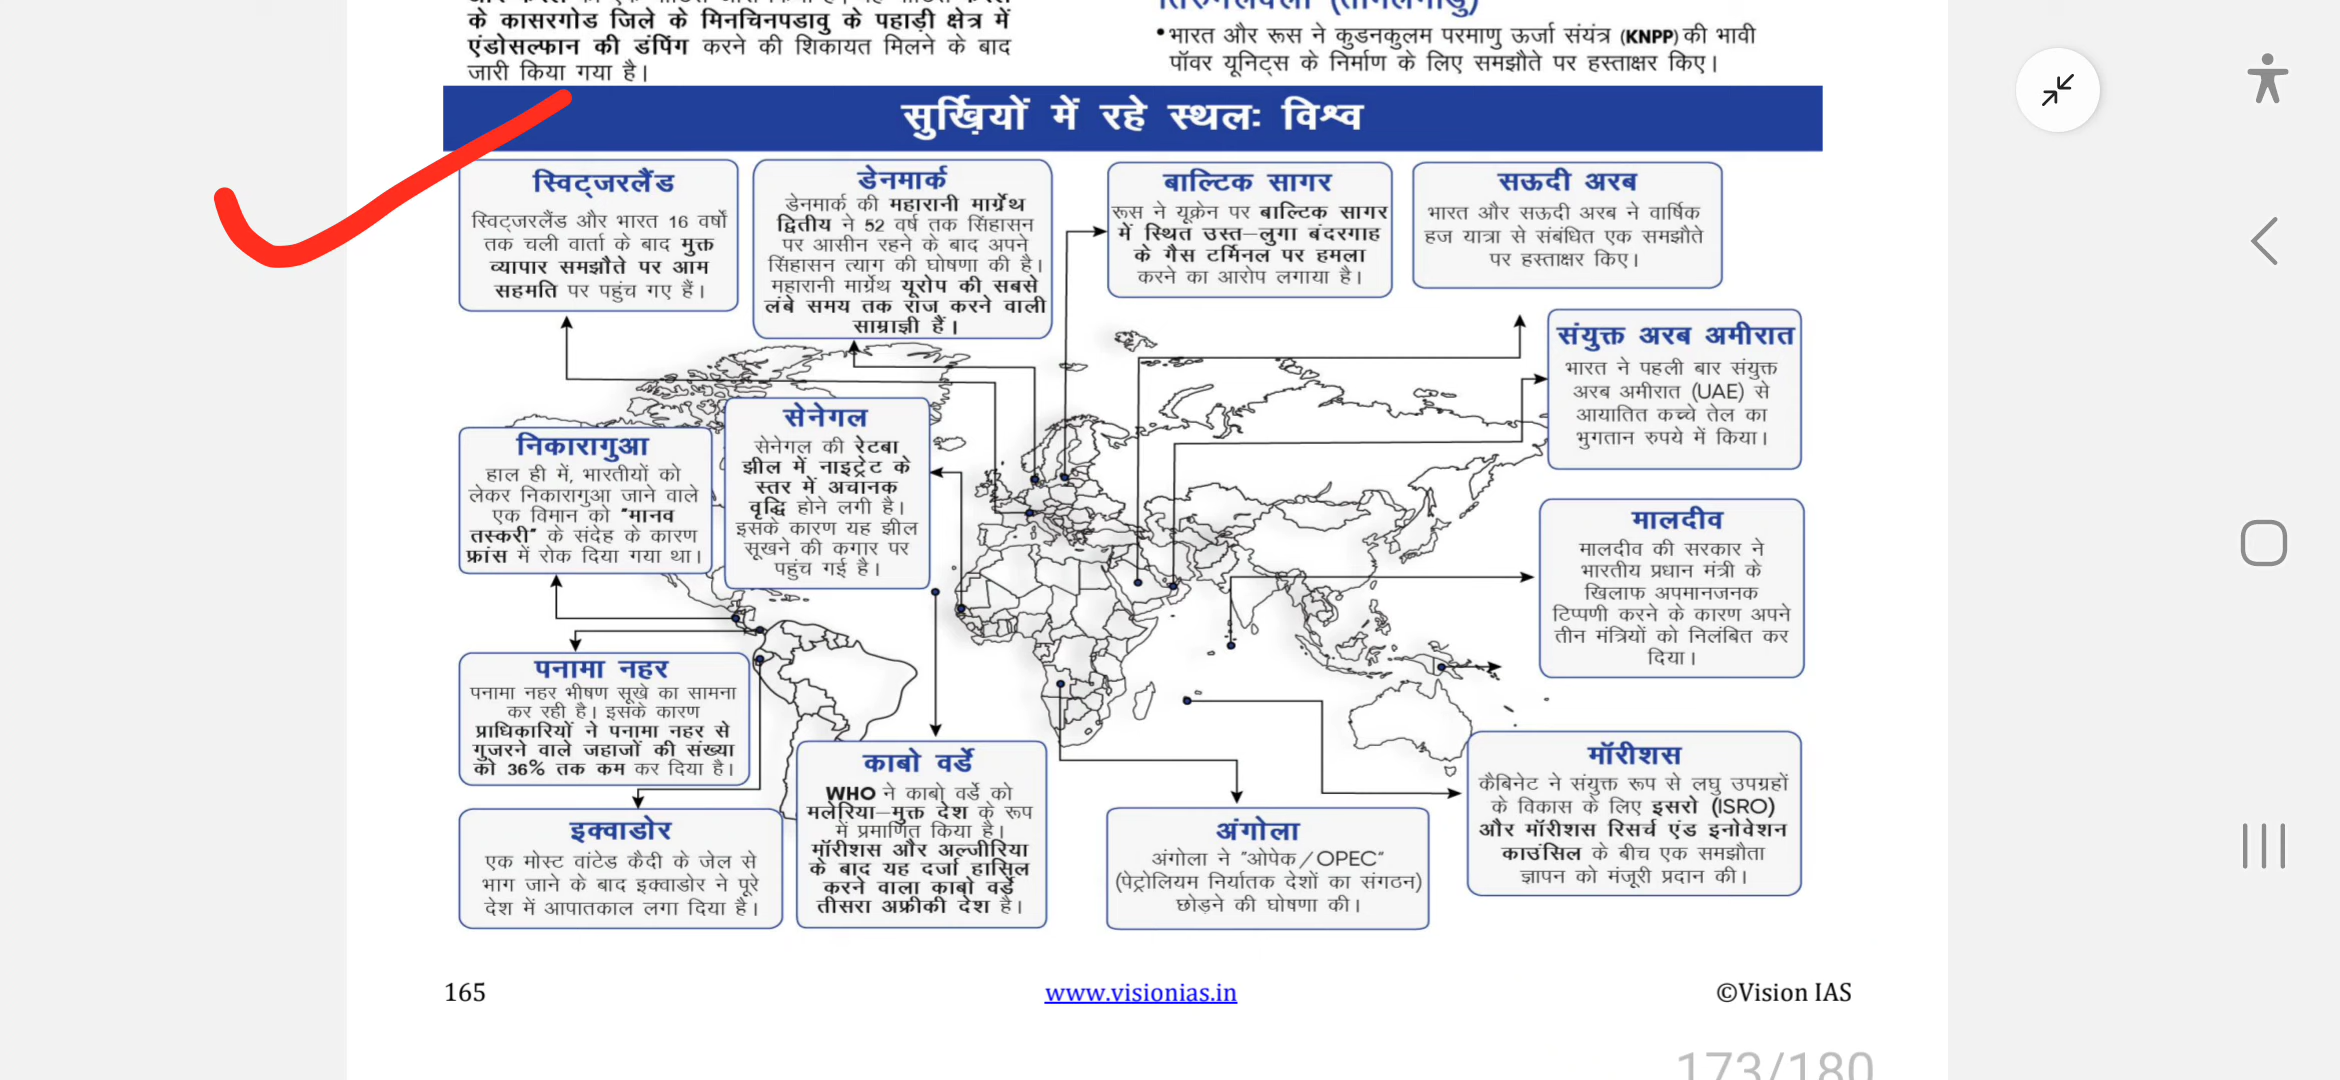 के कासरगोड जिले के मिनचिनपडावु के पहाड़ी क्षेत्र में
एंडोसल्फान की डंपिंग करने की शिकायत मिलने के बाद
जारी किया गया है।
• भारत और रूस ने कुडनकुलम परमाणु ऊर्जा संयंत्र (KNPP) की भावी
पॉवर यूनिट्स के निर्माण के लिए समझौते पर हस्ताक्षर किए।
सुर्ख़ियों में रहे स्थलः विश्व
स्विट्जरलैंड
स्विट्जरलैंड और भारत 16 वर्षों
तक चली वार्ता के बाद मुक्त
व्यापार समझौते पर आम
सहमति पर पहुंच गए हैं।
डेनमार्क
डेनमार्क की महारानी मार्ग्रेथ
द्वितीय ने 52 वर्ष तक सिंहासन
पर आसीन रहने के बाद अपने
सिंहासन त्याग की घोषणा की है।
महारानी मार्ग्रेथ यूरोप की सबसे
लंबे समय तक राज करने वाली
साम्राज्ञी हैं।
बाल्टिक सागर
रूस ने यूक्रेन पर बाल्टिक सागर
में स्थित उस्त–लुगा बंदरगाह
के गैस टर्मिनल पर हमला
करने का आरोप लगाया है।
सऊदी अरब
भारत और सऊदी अरब ने वार्षिक
हज यात्रा से संबंधित एक समझौते
पर हस्ताक्षर किए।
संयुक्त अरब अमीरात
भारत ने पहली बार संयुक्त
अरब अमीरात (UAE) से
आयातित कच्चे तेल का
भुगतान रुपये में किया।
सेनेगल
सेनेगल की रेटबा
झील में नाइट्रेट के
स्तर में अचानक
वृद्धि होने लगी है।
इसके कारण यह झील
सूखने की कगार पर
पहुंच गई है।
निकारागुआ
हाल ही में, भारतीयों को
लेकर निकारागुआ जाने वाले
एक विमान को "मानव
तस्करी" के संदेह के कारण
फ्रांस में रोक दिया गया था।
मालदीव
मालदीव की सरकार ने
भारतीय प्रधान मंत्री के
खिलाफ अपमानजनक
टिप्पणी करने के कारण अपने
तीन मंत्रियों को निलंबित कर
दिया।
पनामा नहर
पनामा नहर भीषण सूखे का सामना
कर रही है। इसके कारण
प्राधिकारियों ने पनामा नहर से
गुजरने वाले जहाजों की संख्या
को 36% तक कम कर दिया है।
काबो वर्डे
WHO ने काबो वर्डे को
मलेरिया–मुक्त देश के रूप
में प्रमाणित किया है।
मॉरीशस और अल्जीरिया
के बाद यह दर्जा हासिल
करने वाला काबो वर्डे
तीसरा अफ्रीकी देश है।
मॉरीशस
कैबिनेट ने संयुक्त रूप से लघु उपग्रहों
के विकास के लिए इसरो (ISRO)
और मॉरीशस रिसर्च एंड इनोवेशन
काउंसिल के बीच एक समझौता
ज्ञापन को मंजूरी प्रदान की।
इक्वाडोर
एक मोस्ट वांटेड कैदी के जेल से
भाग जाने के बाद इक्वाडोर ने पूरे
देश में आपातकाल लगा दिया है।
अंगोला
अंगोला ने "ओपेक/OPEC"
(पेट्रोलियम निर्यातक देशों का संगठन)
छोड़ने की घोषणा की।
165
www.visionias.in
©Vision IAS
173/180